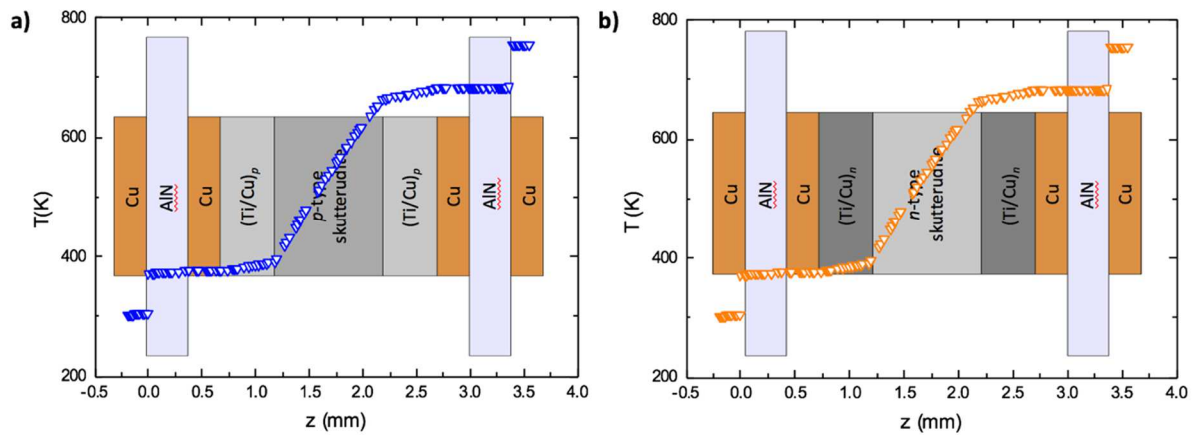 a)
800
600
400
200
T(K)
-0.5 0.0 0.5 1.0 1.5 2.0 2.5 3.0 3.5 4.0
z (mm)
Cu
AlN
Cu
(Ti/Cu)p
p-type
skutterudite
(Ti/Cu)p
Cu
AlN
Cu
b)
800
600
400
200
T (K)
-0.5 0.0 0.5 1.0 1.5 2.0 2.5 3.0 3.5 4.0
z (mm)
Cu
AlN
Cu
(Ti/Cu)n
n-type
skutterudite
(Ti/Cu)n
Cu
AlN
Cu